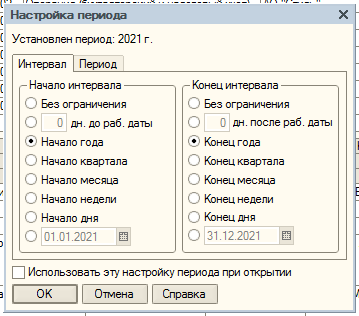 Настройка периода
Установлен период: 2021 г.
Интервал
Период
Начало интервала
Без ограничения
0 дн. до раб. даты
Начало года
Начало квартала
Начало месяца
Начало недели
Начало дня
01.01.2021
Конец интервала
Без ограничения
0 дн. после раб. даты
Конец года
Конец квартала
Конец месяца
Конец недели
Конец дня
31.12.2021
Использовать эту настройку периода при открытии
OK
Отмена
Справка